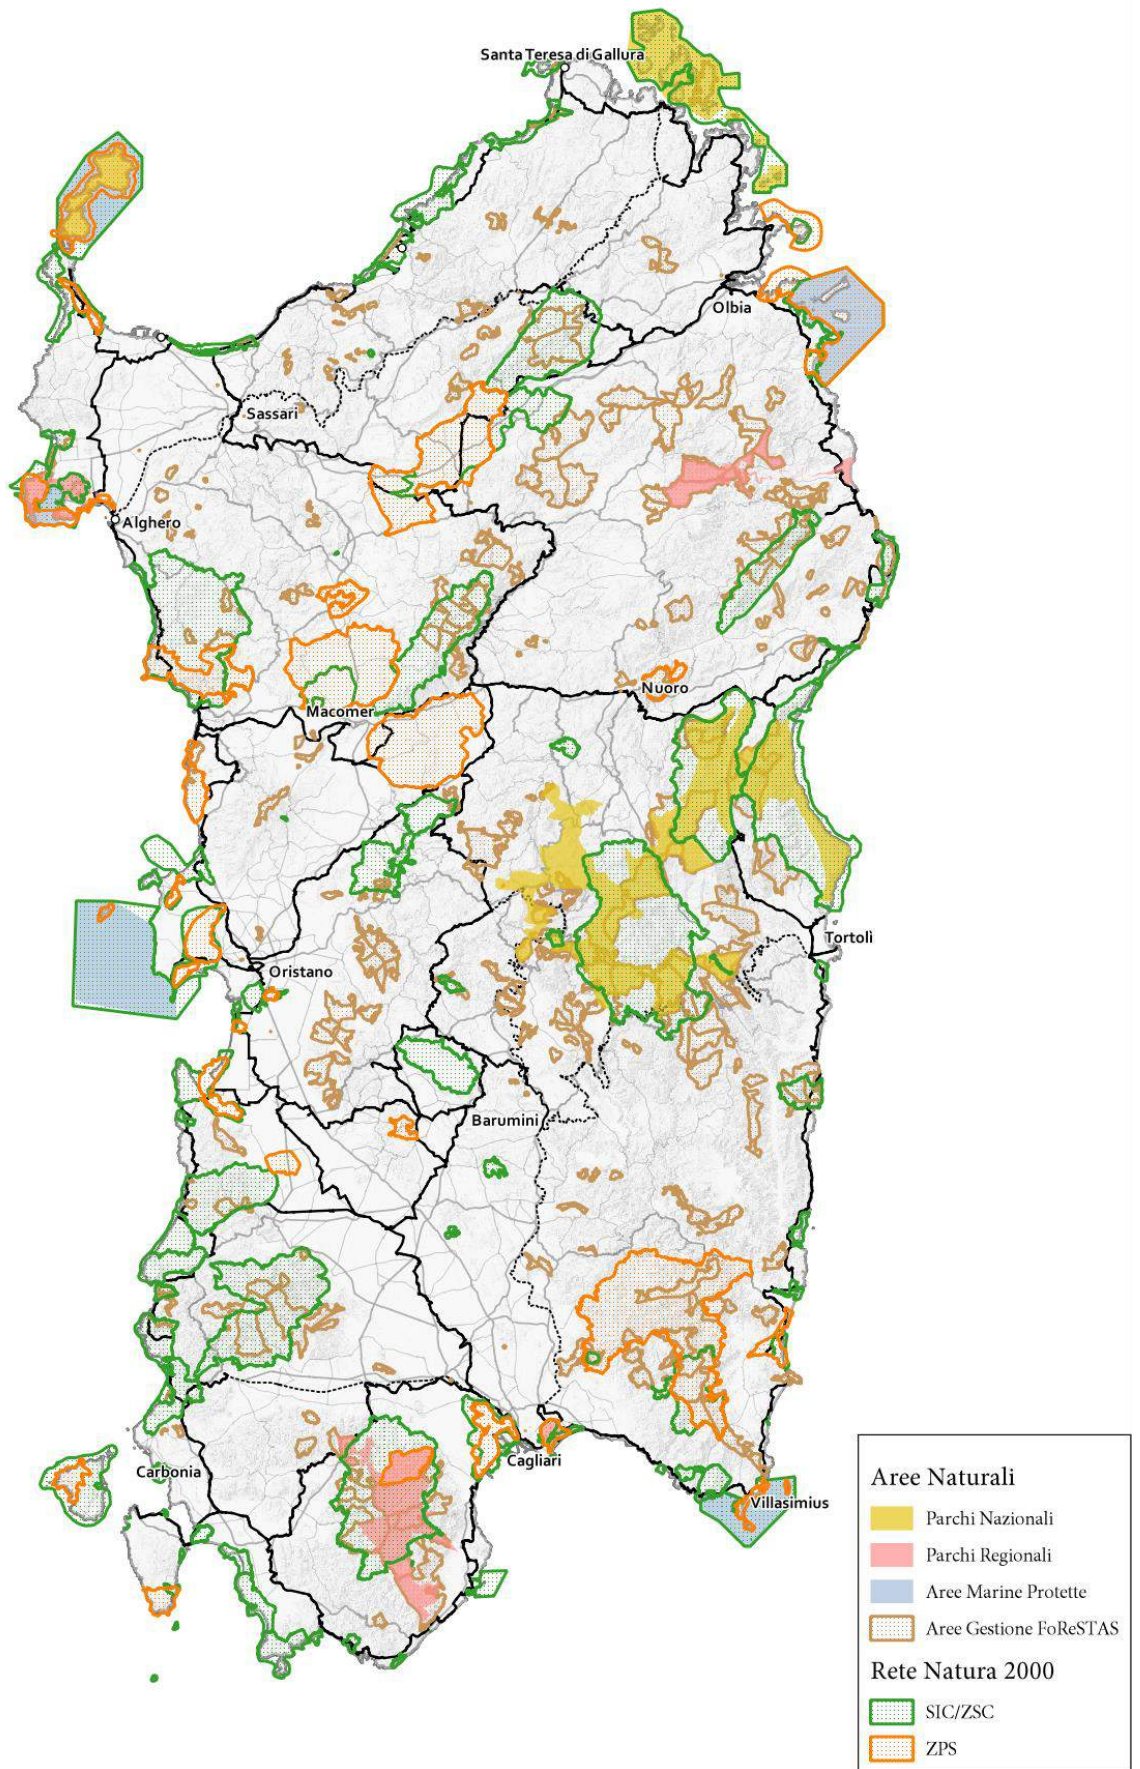 Santa Teresa di Gallura
Olbia
Sassari
Alghero
Nuoro
Macomer
Tortolì
Oristano
Barumini
Cagliari
Carbonia
Villasimius
Aree Naturali
Parchi Nazionali
Parchi Regionali
Aree Marine Protette
Aree Gestione FoReSTAS
Rete Natura 2000
SIC/ZSC
ZPS